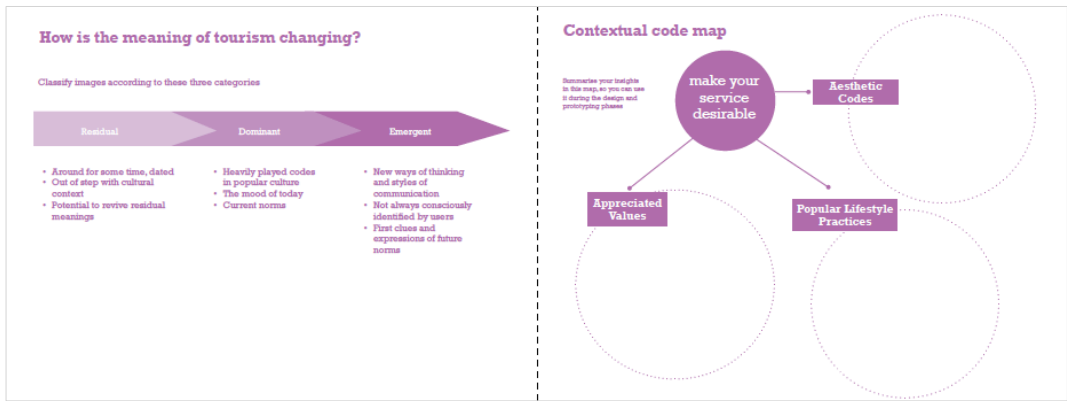 How is the meaning of tourism changing?
Classify images according to these three categories
Residual
Dominant
Emergent
• Around for some time, dated
• Out of step with cultural
context
• Potential to revive residual
meanings
• Heavily played codes
in popular culture
• The mood of today
• Current norms
• New ways of thinking
and styles of
communication
• Not always consciously
identified by users
• First clues and
expressions of future
norms
Contextual code map
Summarise your insights
in this map, so you can use
it during the design and
prototyping phases
make your
service
desirable
Aesthetic
Codes
Appreciated
Values
Popular Lifestyle
Practices